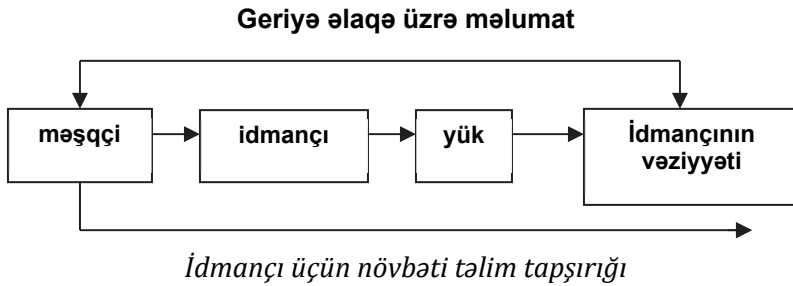 Geriyə əlaqə üzrə məlumat
məşqçi
idmançı
yük
İdmançının
vəziyyəti
İdmançı üçün növbəti təlim tapşırığı